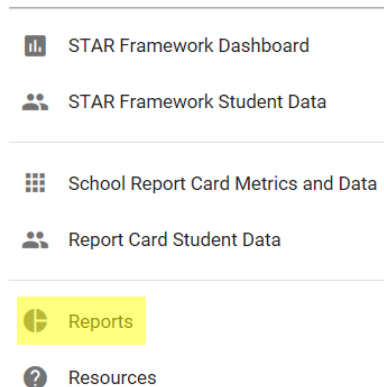 STAR Framework Dashboard
STAR Framework Student Data
School Report Card Metrics and Data
Report Card Student Data
Reports
Resources